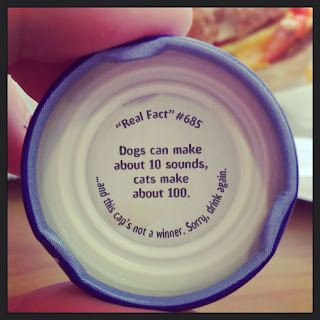 "Real Fact" #685
Dogs can make
about 10 sounds,
cats make
about 100.
...and this cap's not a winner. Sorry, drink again.